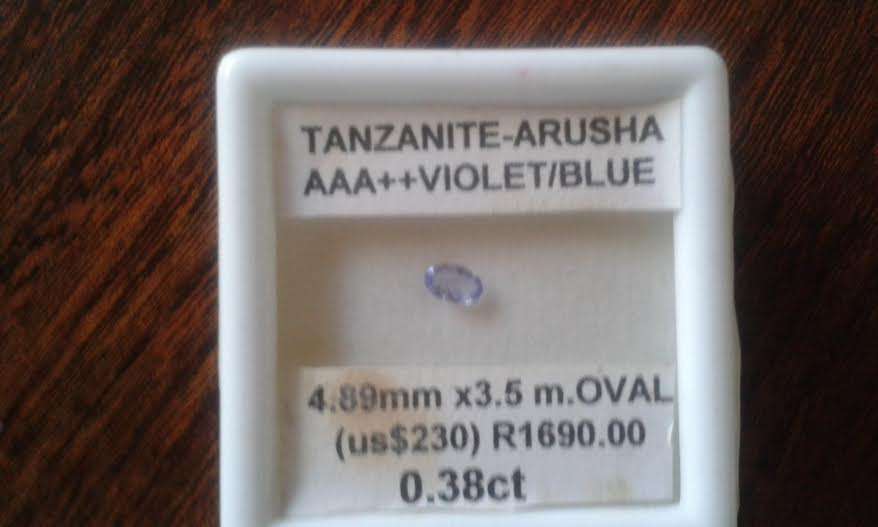 TANZANITE-ARUSHA
AAA++VIOLET/BLUE
4.89mm x3.5 m.OVAL
(us$230) R1690.00
0.38ct